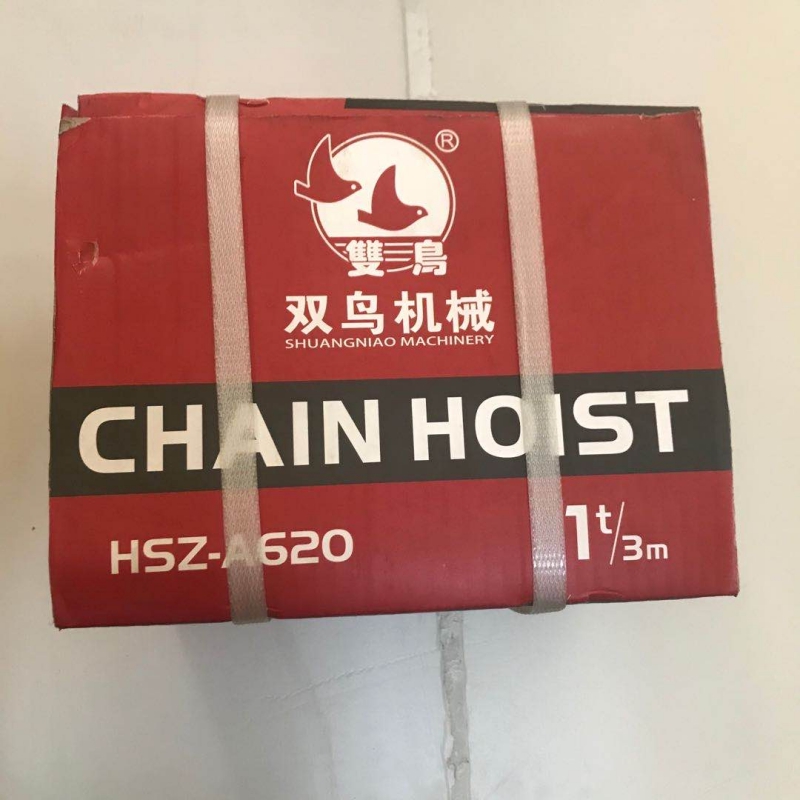 ®
雙鳥
双鸟机械
SHUANGNIAO MACHINERY
CHAIN HOIST
HSZ-A620
1t/3m